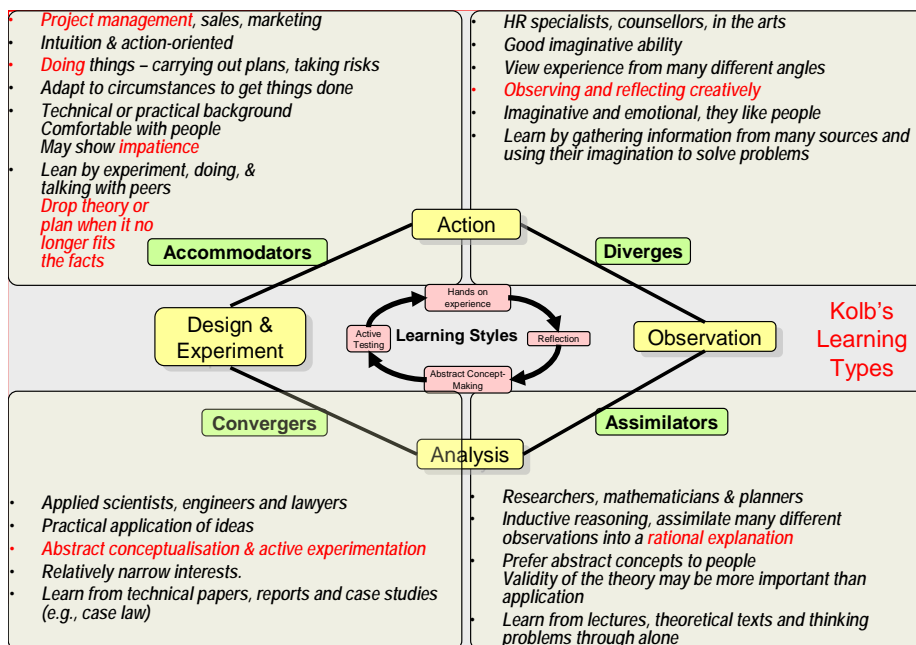 • Project management, sales, marketing
• Intuition & action-oriented
• Doing things – carrying out plans, taking risks
• Adapt to circumstances to get things done
• Technical or practical background
Comfortable with people
May show impatience
• Lean by experiment, doing, &
talking with peers
Drop theory or
plan when it no
longer fits
the facts
Accommodators
• HR specialists, counsellors, in the arts
• Good imaginative ability
• View experience from many different angles
• Observing and reflecting creatively
• Imaginative and emotional, they like people
• Learn by gathering information from many sources and
using their imagination to solve problems
Action
Diverges
Design &
Experiment
Hands on
experience
Active
Testing
Learning Styles
Reflection
Abstract Concept-
Making
Observation
Kolb's
Learning
Types
Convergers
Analysis
Assimilators
• Applied scientists, engineers and lawyers
• Practical application of ideas
• Abstract conceptualisation & active experimentation
• Relatively narrow interests.
• Learn from technical papers, reports and case studies
(e.g., case law)
• Researchers, mathematicians & planners
• Inductive reasoning, assimilate many different
observations into a rational explanation
• Prefer abstract concepts to people
Validity of the theory may be more important than
application
• Learn from lectures, theoretical texts and thinking
problems through alone